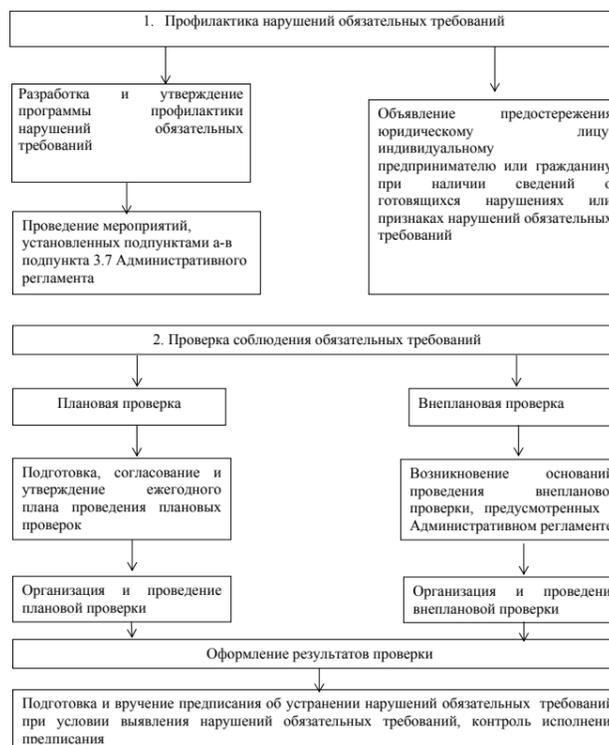 1. Профилактика нарушений обязательных требований
Разработка и утверждение
программы профилактики
нарушений обязательных
требований
Объявление предостережения
юридическому лицу
индивидуальному
предпринимателю или гражданину
при наличии сведений о
готовящихся нарушениях или
признаках нарушений обязательных
требований
Проведение мероприятий,
установленных подпунктами а-в
подпункта 3.7 Административного
регламента
2. Проверка соблюдения обязательных требований
Плановая проверка
Внеплановая проверка
Подготовка, согласование и
утверждение ежегодного
плана проведения плановых
проверок
Возникновение оснований
проведения внепланово
проверки, предусмотренных
Административном регламенте
Организация и проведение
плановой проверки
Организация и проведени
внеплановой проверки
Оформление результатов проверки
Подготовка и вручение предписания об устранении нарушений обязательных требований
при условии выявления нарушений обязательных требований, контроль исполнени
предписания